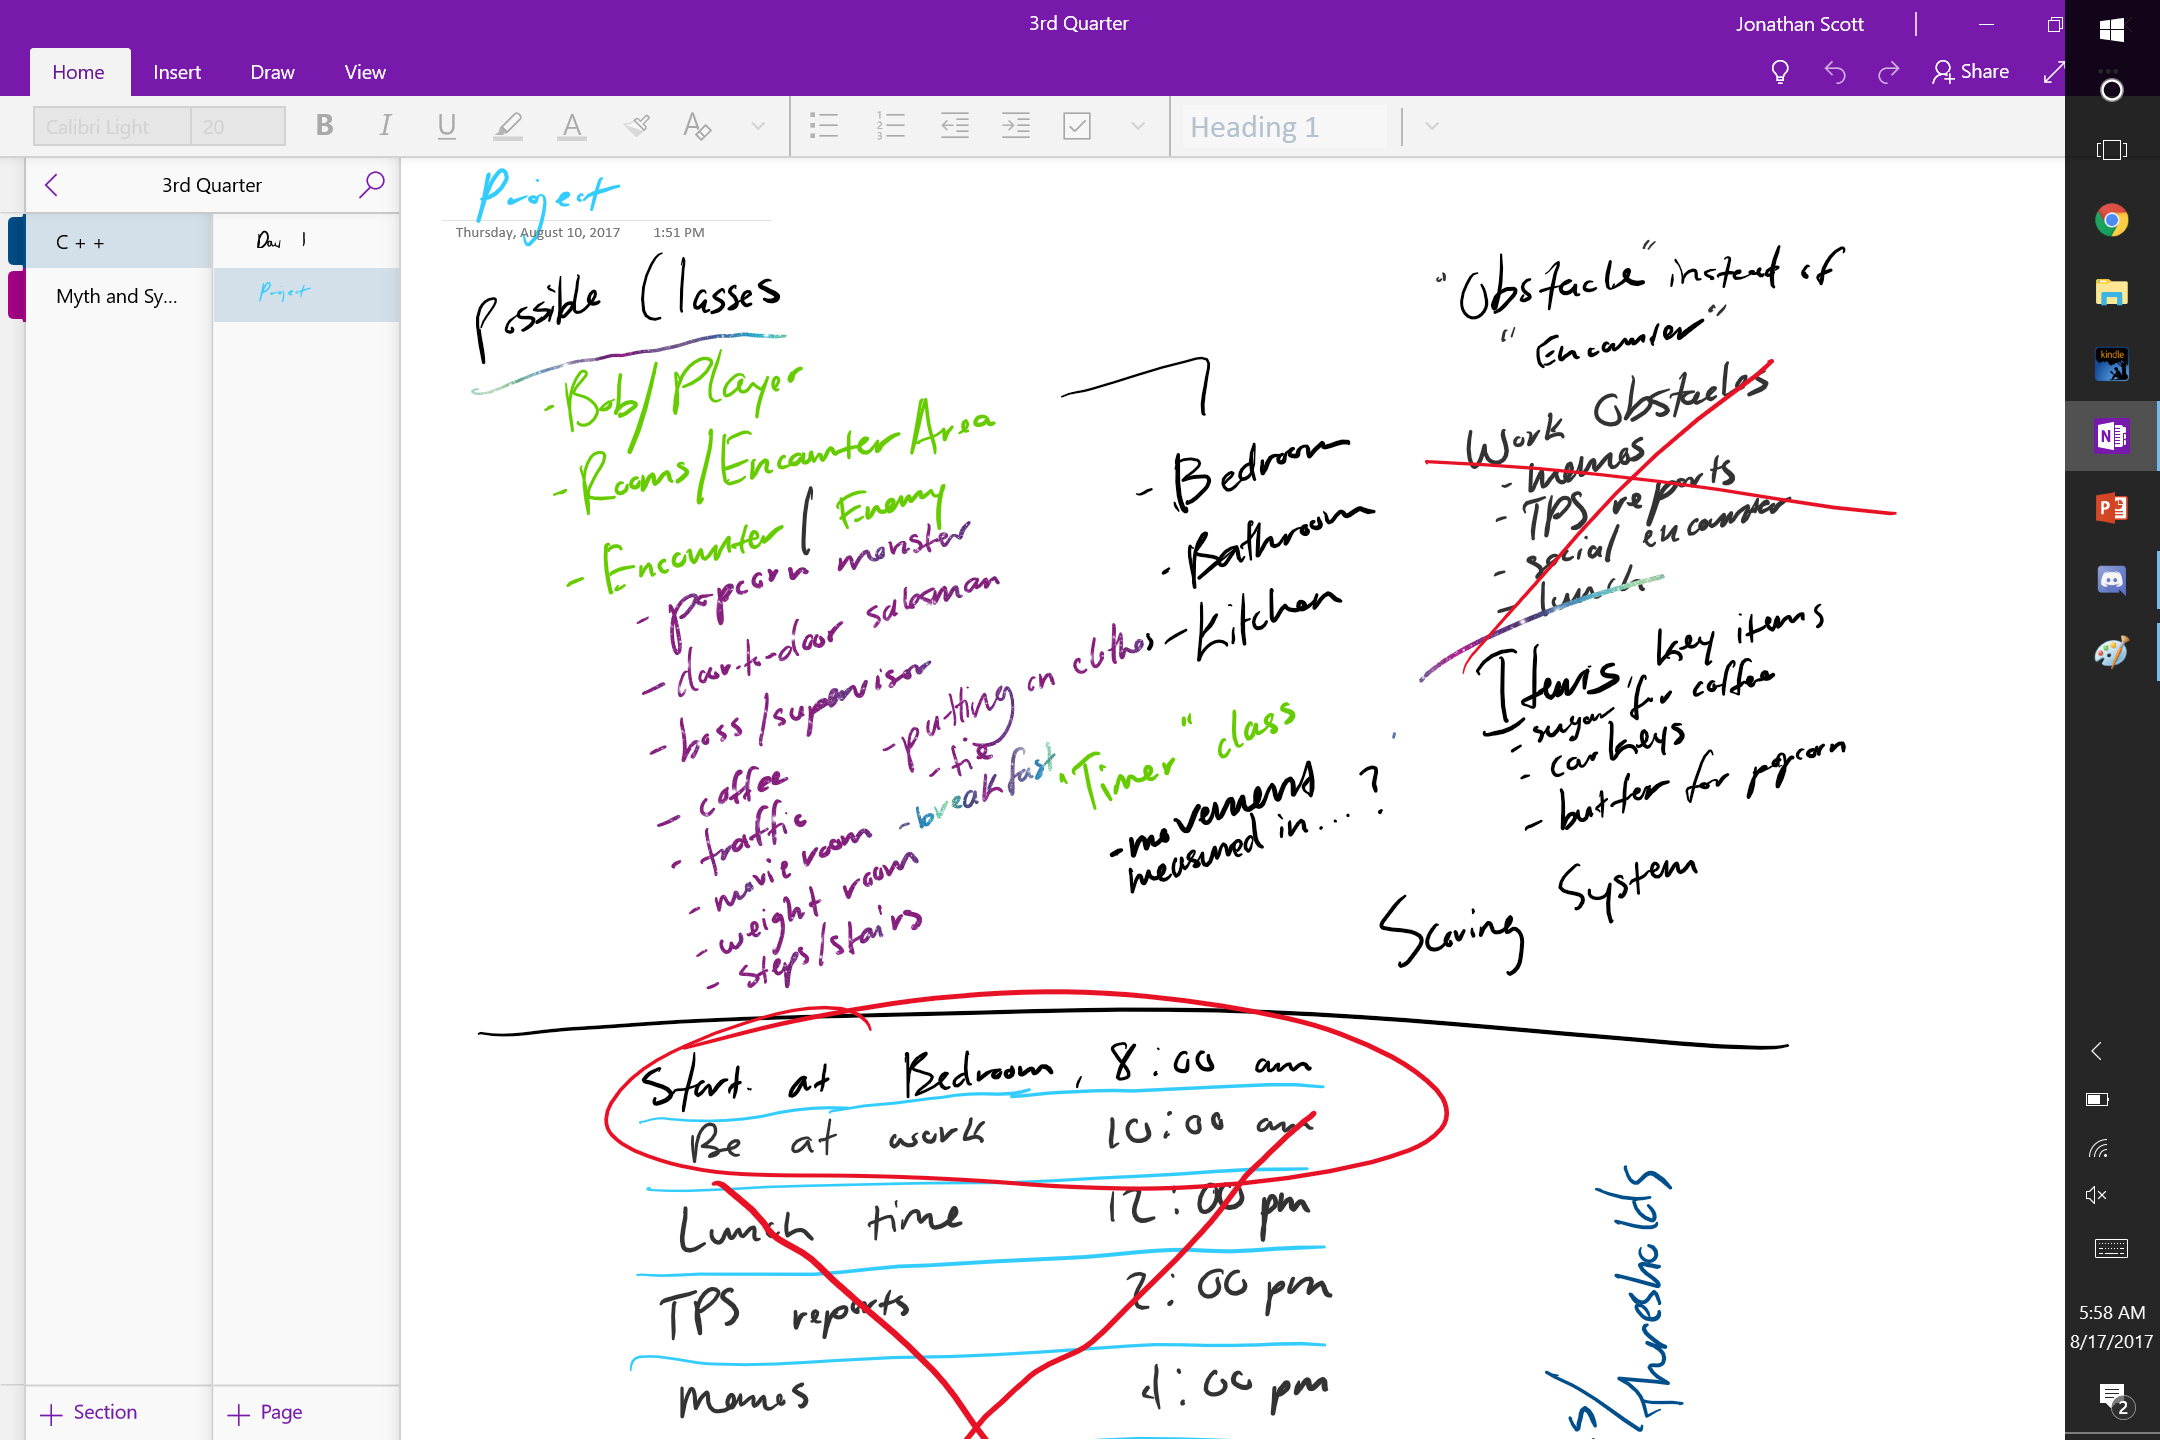 3rd Quarter
Jonathan Scott
Home
Insert
Draw
View
Share
Calibri Light
20
B
I
U
A
A
Heading 1
3rd Quarter
C + +
Myth and Sy...
Day 1
Project
Project
Thursday, August 10, 2017
1:51 PM
Possible Classes
- Bob/Player
- Rooms/Encounter Area
- Encounter / Enemy
- popcorn monster
- door-to-door salesman
- boss/supervisor
- coffee
- traffic
- movie room
- weight room
- steps/stairs
- putting on clothes
- tie
- breakfast
- Bedroom
- Bathroom
- Kitchen
"Timer" class
- movement
measured in...?
"Obstacle" instead of
"Encounter"
Work Obstacles
- memos
- TPS reports
- social encounter
- lunch
Items, key items
- sugar for coffee
- car keys
- butter for popcorn
Scoring System
Start at Bedroom, 8:00 am
Be at work 10:00 am
Lunch time 12:00 pm
TPS reports 2:00 pm
Memos 4:00 pm
s/Thresholds
kindle
N
P
5:58 AM
8/17/2017
2
+ Section
+ Page